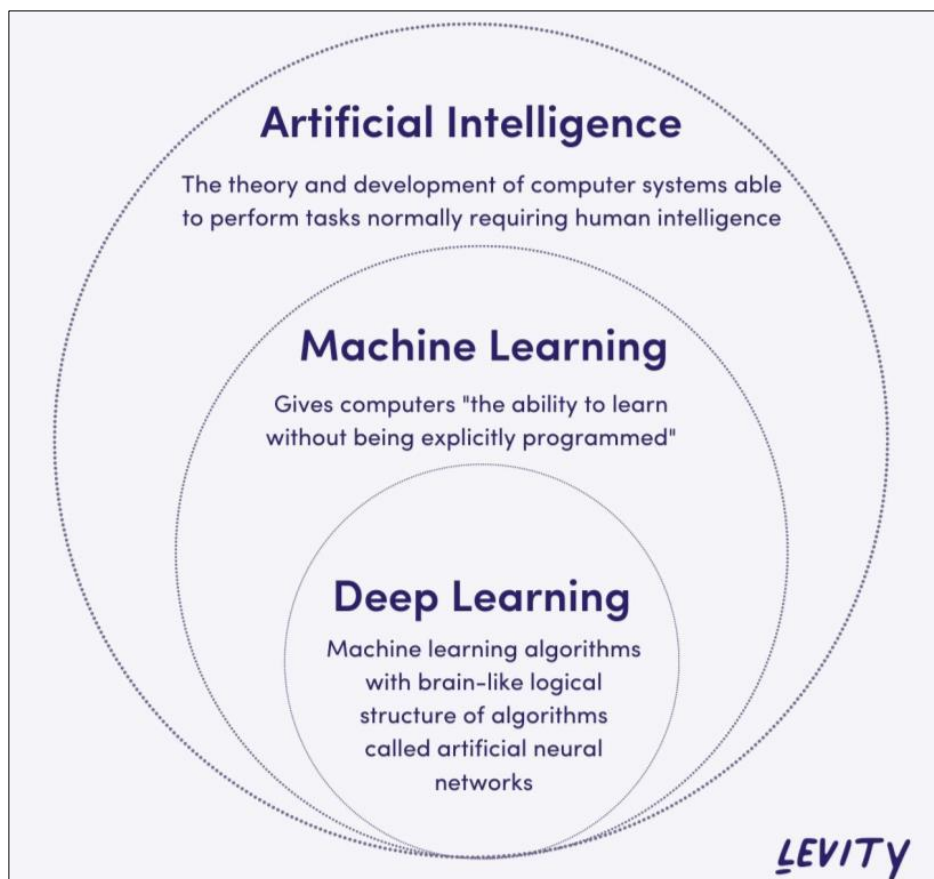 Artificial Intelligence
The theory and development of computer systems able
to perform tasks normally requiring human intelligence
Machine Learning
Gives computers "the ability to learn
without being explicitly programmed"
Deep Learning
Machine learning algorithms
with brain-like logical
structure of algorithms
called artificial neural
networks
LEVITY